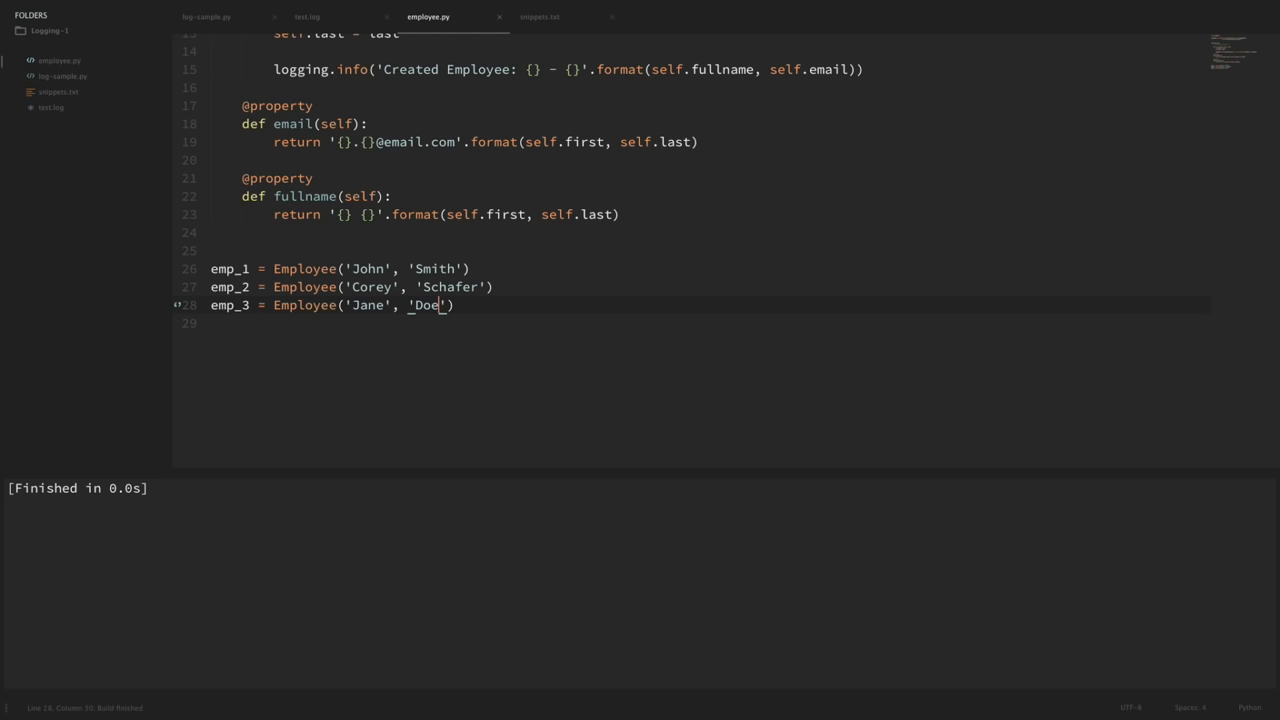 FOLDERS
Logging-1
employee.py
log-sample.py
snippets.txt
test.log
log-sample.py × test.log × employee.py × snippets.txt ×
13         self.last = last
14
15         logging.info('Created Employee: {} - {}'.format(self.fullname, self.email))
16
17     @property
18     def email(self):
19         return '{}.{}@email.com'.format(self.first, self.last)
20
21     @property
22     def fullname(self):
23         return '{} {}'.format(self.first, self.last)
24
25
26 emp_1 = Employee('John', 'Smith')
27 emp_2 = Employee('Corey', 'Schafer')
28 emp_3 = Employee('Jane', 'Doe')
29
[Finished in 0.0s]
Line 28, Column 30; Build finished
UTF-8 Spaces: 4 Python